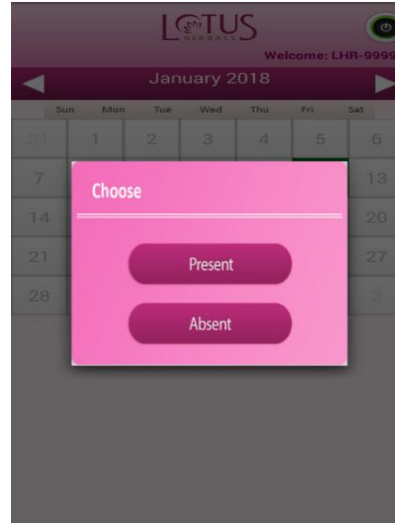 LOTUS
HERBALS
Welcome: LHR-9999
January 2018
Sun Mon Tue Wed Thu Fri Sat
31 1 2 3 4 5 6
7 13
14 20
21 27
28 3
Choose
Present
Absent